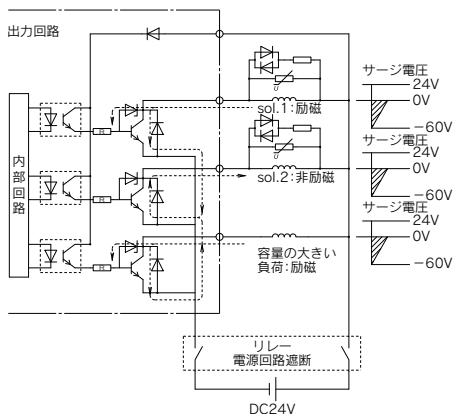 出力回路
内部回路
R
R
R
U
sol.1:励磁
U
sol.2:非励磁
容量の大きい
負荷:励磁
サージ電圧
24V
0V
−60V
サージ電圧
24V
0V
−60V
サージ電圧
24V
0V
−60V
リレー
電源回路遮断
DC24V